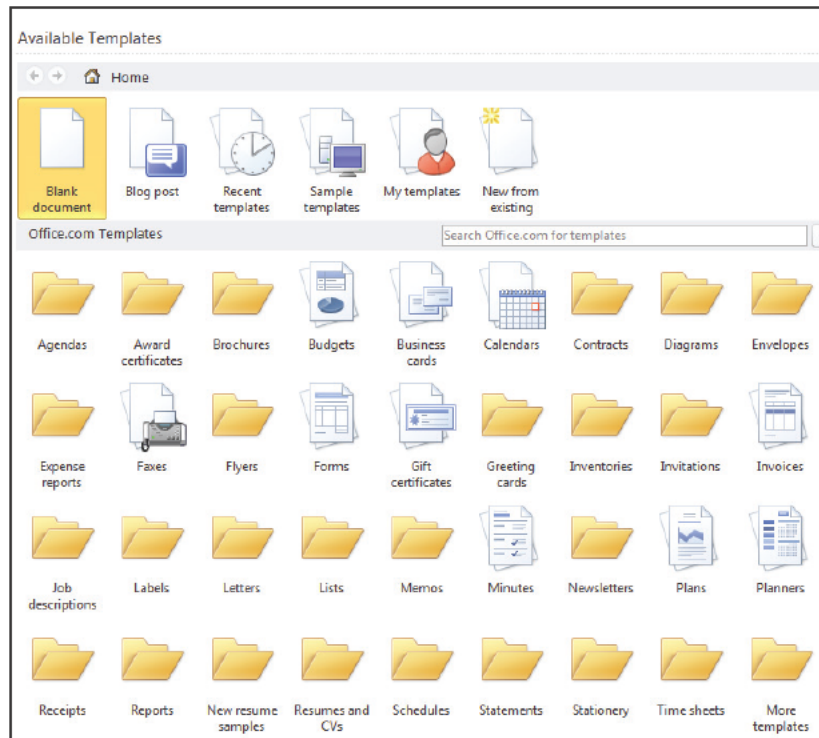 Available Templates
Home
Blank document
Blog post
Recent templates
Sample templates
My templates
New from existing
Office.com Templates
Search Office.com for templates
Agendas
Award certificates
Brochures
Budgets
Business cards
Calendars
Contracts
Diagrams
Envelopes
Expense reports
Faxes
Flyers
Forms
Gift certificates
Greeting cards
Inventories
Invitations
Invoices
Job descriptions
Labels
Letters
Lists
Memos
Minutes
Newsletters
Plans
Planners
Receipts
Reports
New resume samples
Resumes and CVs
Schedules
Statements
Stationery
Time sheets
More templates